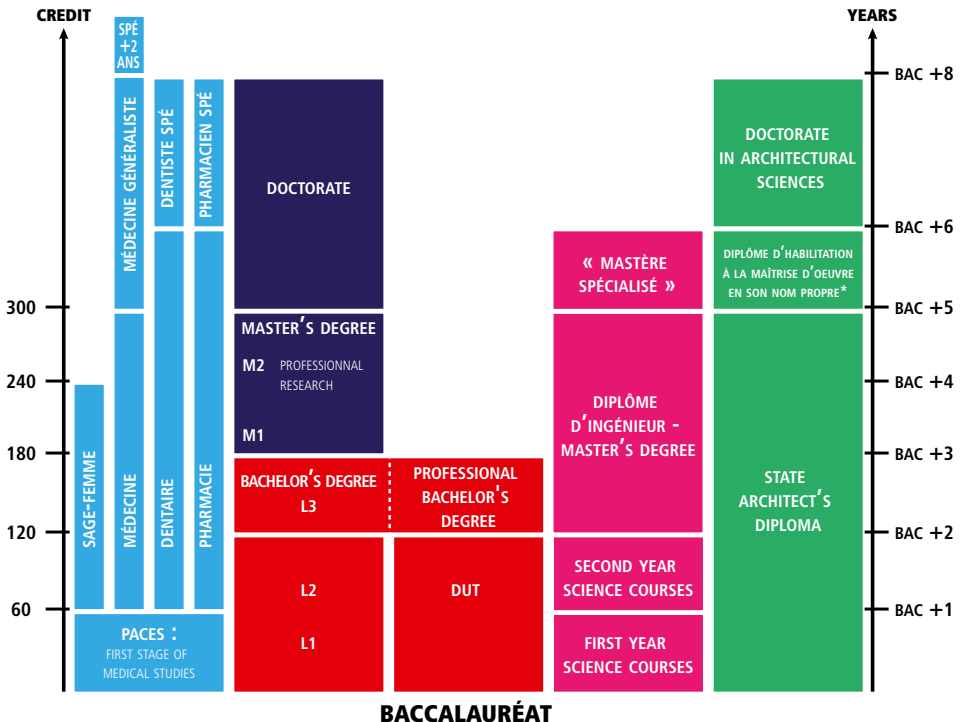 CREDIT
YEARS
SPÉ
+2
ANS
MÉDECINE GÉNÉRALISTE
DENTISTE SPÉ
PHARMACIEN SPÉ
DOCTORATE
DOCTORATE
IN ARCHITECTURAL
SCIENCES
BAC +8
BAC +6
« MASTÈRE
SPÉCIALISÉ »
DIPLÔME D'HABILITATION
À LA MAÎTRISE D'OEUVRE
EN SON NOM PROPRE*
300
BAC +5
MASTER'S DEGREE
M2 PROFESSIONNAL
RESEARCH
M1
240
BAC +4
DIPLÔME
D'INGÉNIEUR -
MASTER'S DEGREE
180
BAC +3
SAGE-FEMME
MÉDECINE
DENTAIRE
PHARMACIE
BACHELOR'S DEGREE
L3
PROFESSIONAL
BACHELOR'S
DEGREE
STATE
ARCHITECT'S
DIPLOMA
120
BAC +2
L2
DUT
SECOND YEAR
SCIENCE COURSES
60
BAC +1
PACES :
FIRST STAGE OF
MEDICAL STUDIES
L1
FIRST YEAR
SCIENCE COURSES
BACCALAURÉAT